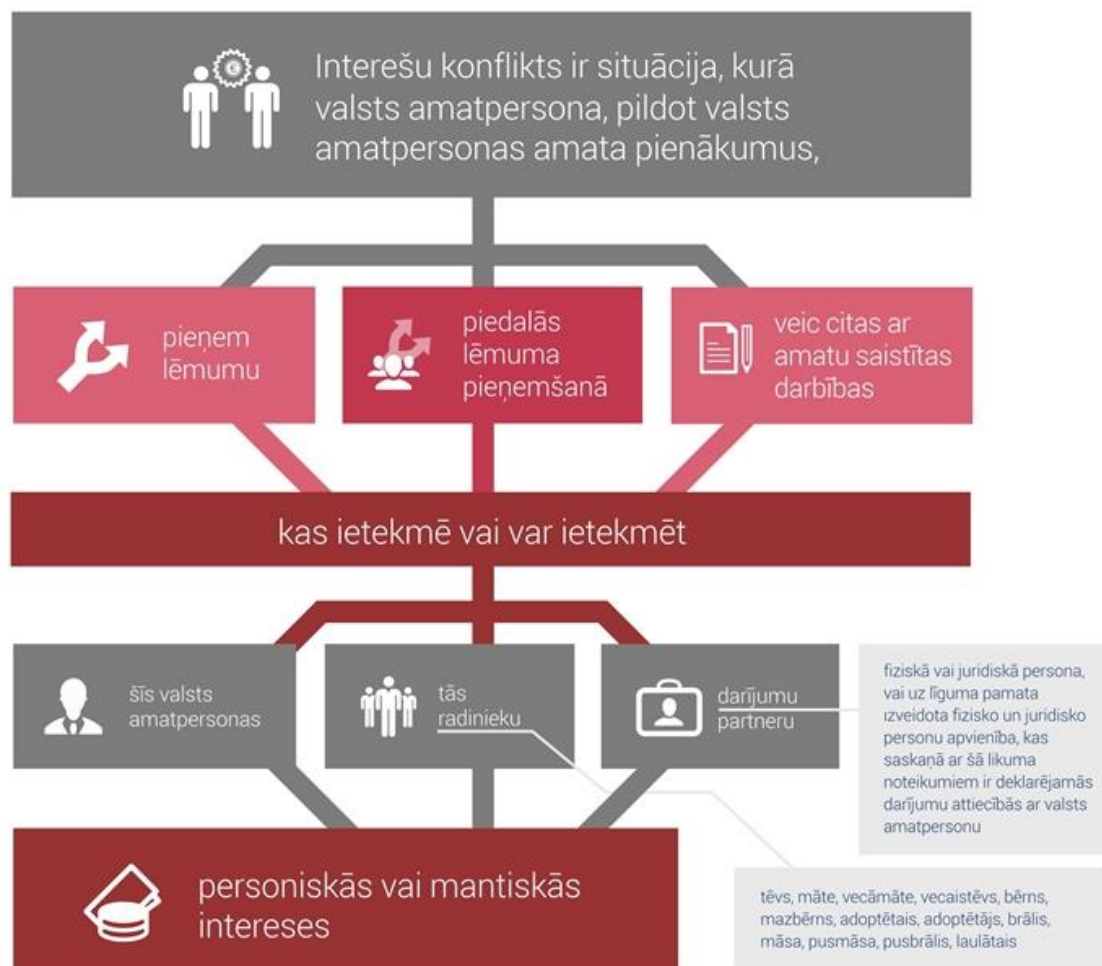 Interešu konflikts ir situācija, kurā
valsts amatpersona, pildot valsts
amatpersonas amata pienākumus,
pieņem
lēmumu
piedalās
lēmuma
pieņemšanā
veic citas ar
amatu saistītas
darbības
kas ietekmē vai var ietekmēt
šīs valsts
amatpersonas
tās
radinieku
darījumu
partneru
fiziskā vai juridiskā persona,
vai uz līguma pamata
izveidota fizisko un juridisko
personu apvienība, kas
saskaņā ar šā likuma
noteikumiem ir deklarējamās
darījumu attiecībās ar valsts
amatpersonu
personiskās vai mantiskās
intereses
tēvs, māte, vecāmāte, vecaistēvs, bērns,
mazbērns, adoptētais, adoptētājs, brālis,
māsa, pusmāsa, pusbrālis, laulātais